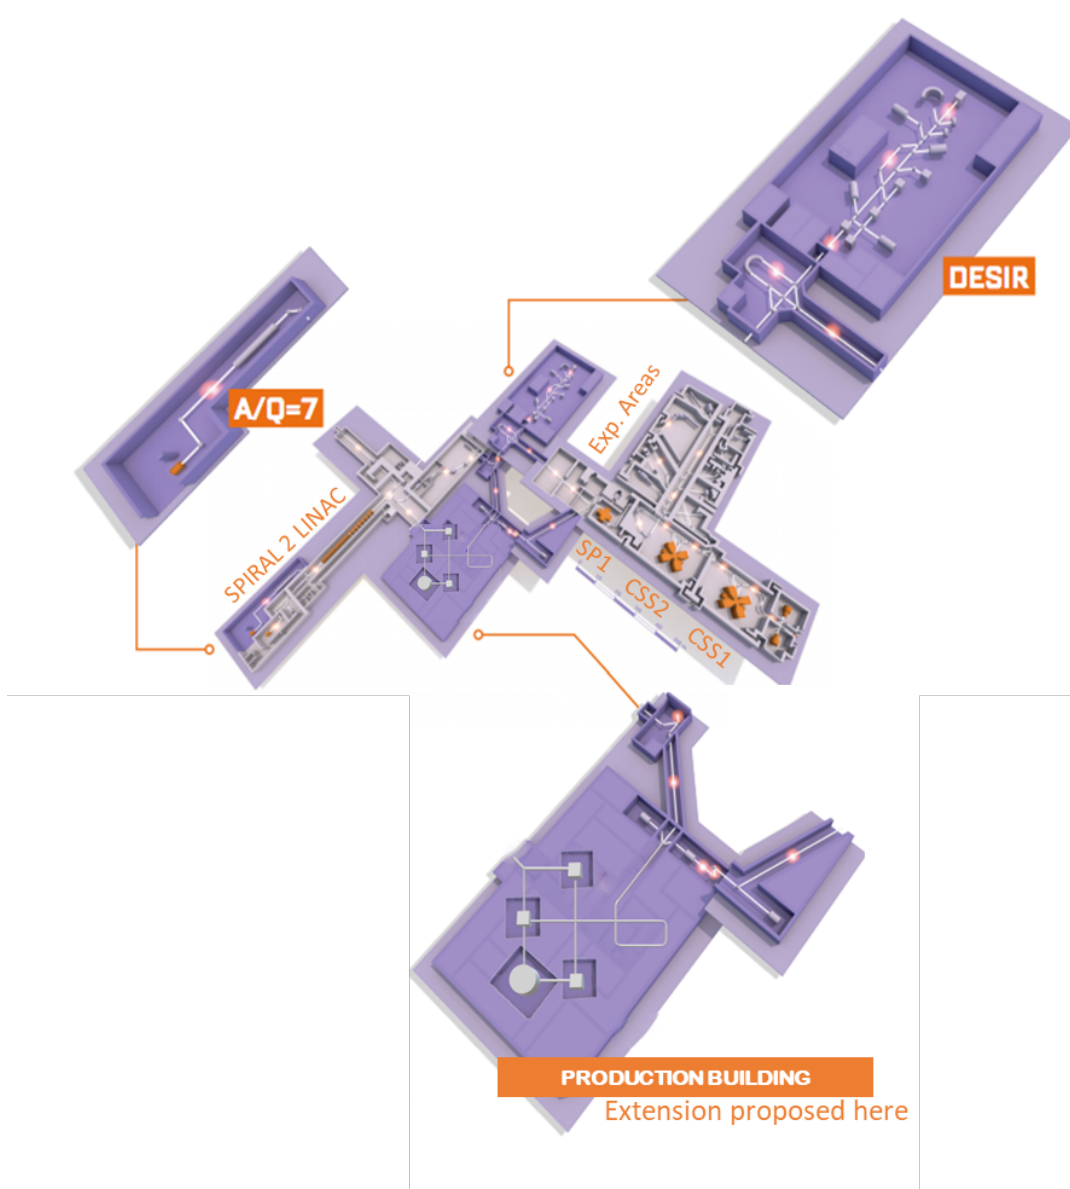 DESIR
A/Q=7
Exp. Areas
SPIRAL 2 LINAC
SP1
CSS2
CSS1
PRODUCTION BUILDING
Extension proposed here